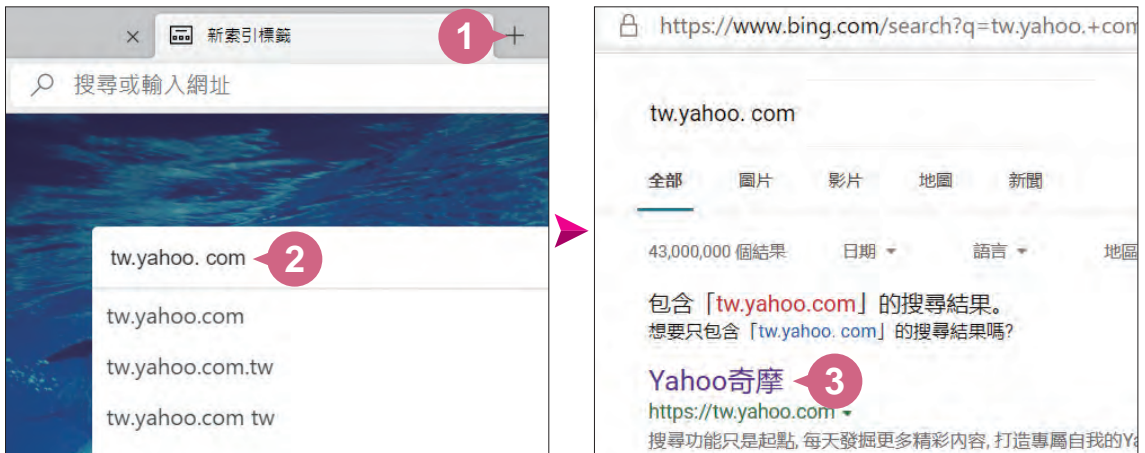 新索引標籤
1
搜尋或輸入網址
tw.yahoo. com
2
tw.yahoo.com
tw.yahoo.com.tw
tw.yahoo.com tw
https://www.bing.com/search?q=tw.yahoo.+com
tw.yahoo. com
全部 圖片 影片 地圖 新聞
43,000,000 個結果 日期 語言 地區
包含「tw.yahoo.com」的搜尋結果。
想要只包含「tw.yahoo. com」的搜尋結果嗎?
Yahoo奇摩
3
https://tw.yahoo.com
搜尋功能只是起點, 每天發掘更多精彩內容, 打造專屬自我的Ya